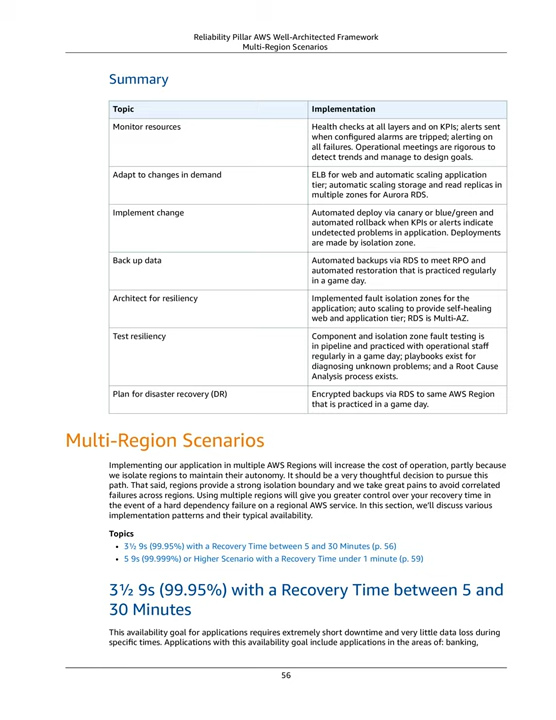 Reliability Pillar AWS Well-Architected Framework
Multi-Region Scenarios
Summary
Topic
Implementation
Monitor resources
Health checks at all layers and on KPIs; alerts sent
when configured alarms are tripped; alerting on
all failures. Operational meetings are rigorous to
detect trends and manage to design goals.
Adapt to changes in demand
ELB for web and automatic scaling application
tier; automatic scaling storage and read replicas in
multiple zones for Aurora RDS.
Implement change
Automated deploy via canary or blue/green and
automated rollback when KPIs or alerts indicate
undetected problems in application. Deployments
are made by isolation zone.
Back up data
Automated backups via RDS to meet RPO and
automated restoration that is practiced regularly
in a game day.
Architect for resiliency
Implemented fault isolation zones for the
application; auto scaling to provide self-healing
web and application tier; RDS is Multi-AZ.
Test resiliency
Component and isolation zone fault testing is
in pipeline and practiced with operational staff
regularly in a game day; playbooks exist for
diagnosing unknown problems; and a Root Cause
Analysis process exists.
Plan for disaster recovery (DR)
Encrypted backups via RDS to same AWS Region
that is practiced in a game day.
Multi-Region Scenarios
Implementing our application in multiple AWS Regions will increase the cost of operation, partly because
we isolate regions to maintain their autonomy. It should be a very thoughtful decision to pursue this
path. That said, regions provide a strong isolation boundary and we take great pains to avoid correlated
failures across regions. Using multiple regions will give you greater control over your recovery time in
the event of a hard dependency failure on a regional AWS service. In this section, we'll discuss various
implementation patterns and their typical availability.
Topics
• 3½ 9s (99.95%) with a Recovery Time between 5 and 30 Minutes (p. 56)
• 5 9s (99.999%) or Higher Scenario with a Recovery Time under 1 minute (p. 59)
3½ 9s (99.95%) with a Recovery Time between 5 and
30 Minutes
This availability goal for applications requires extremely short downtime and very little data loss during
specific times. Applications with this availability goal include applications in the areas of: banking,
56